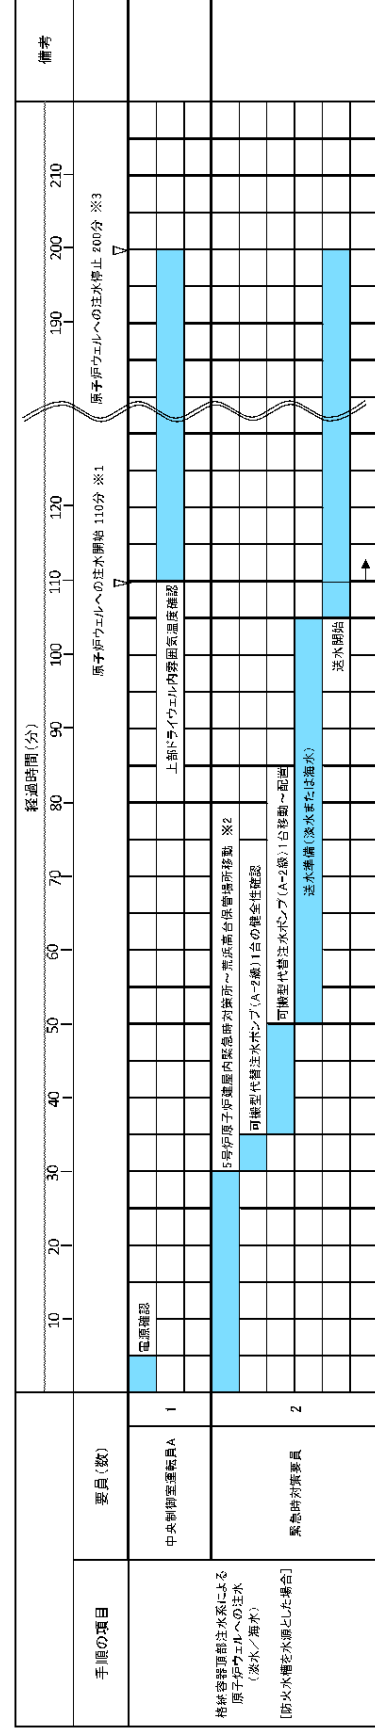 経過時間(分)
備考
10
20
30
40
50
60
70
80
90
100
110
120
190
200
210
手順の項目
要員(数)
原子炉ウェルへの注水開始 110分 ※1
原子炉ウェルへの注水停止 200分 ※3
格納容器頂部注水系による
原子炉ウェルへの注水
(淡水/海水)
[防火水槽を水源とした場合]
中央制御室運転員A
1
電源確認
上部ドライウェル内雰囲気温度確認
緊急時対策要員
2
5号炉原子炉建屋内緊急時対策所~荒浜高台保管場所移動 ※2
可搬型代替注水ポンプ(A-2級)1台の健全性確認
可搬型代替注水ポンプ(A-2級)1台移動~配置
送水準備(淡水または海水)
送水開始